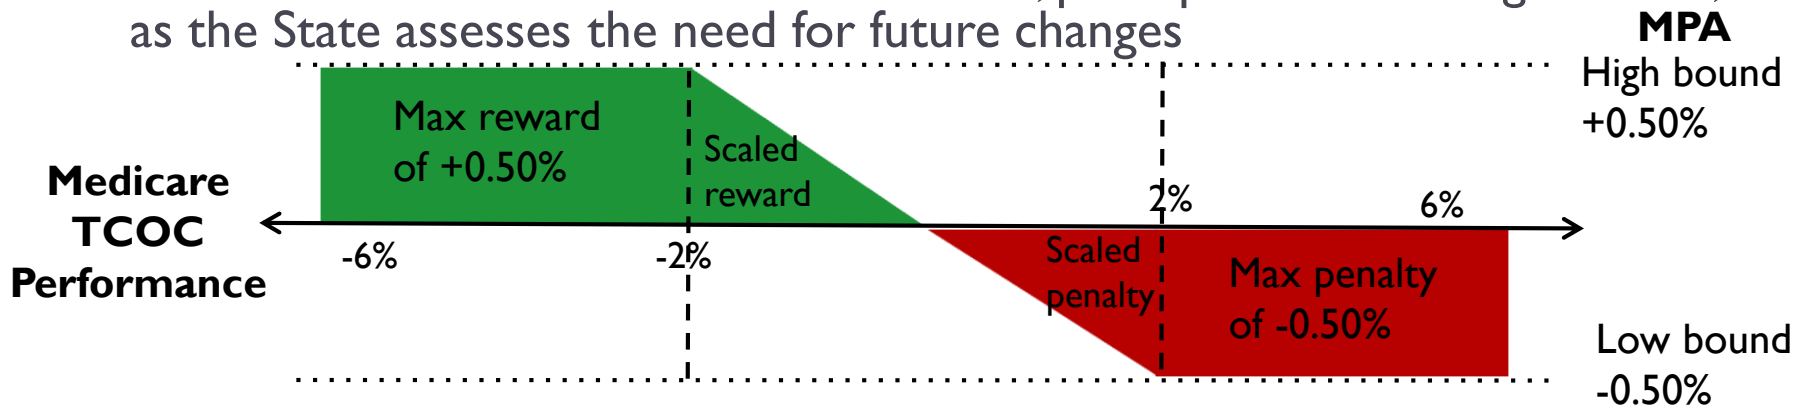 as the State assesses the need for future changes
MPA
High bound
+0.50%
Max reward
of +0.50%
Scaled
reward
Medicare
TCOC
Performance
-6%
-2%
2%
6%
Scaled
penalty
Max penalty
of -0.50%
Low bound
-0.50%